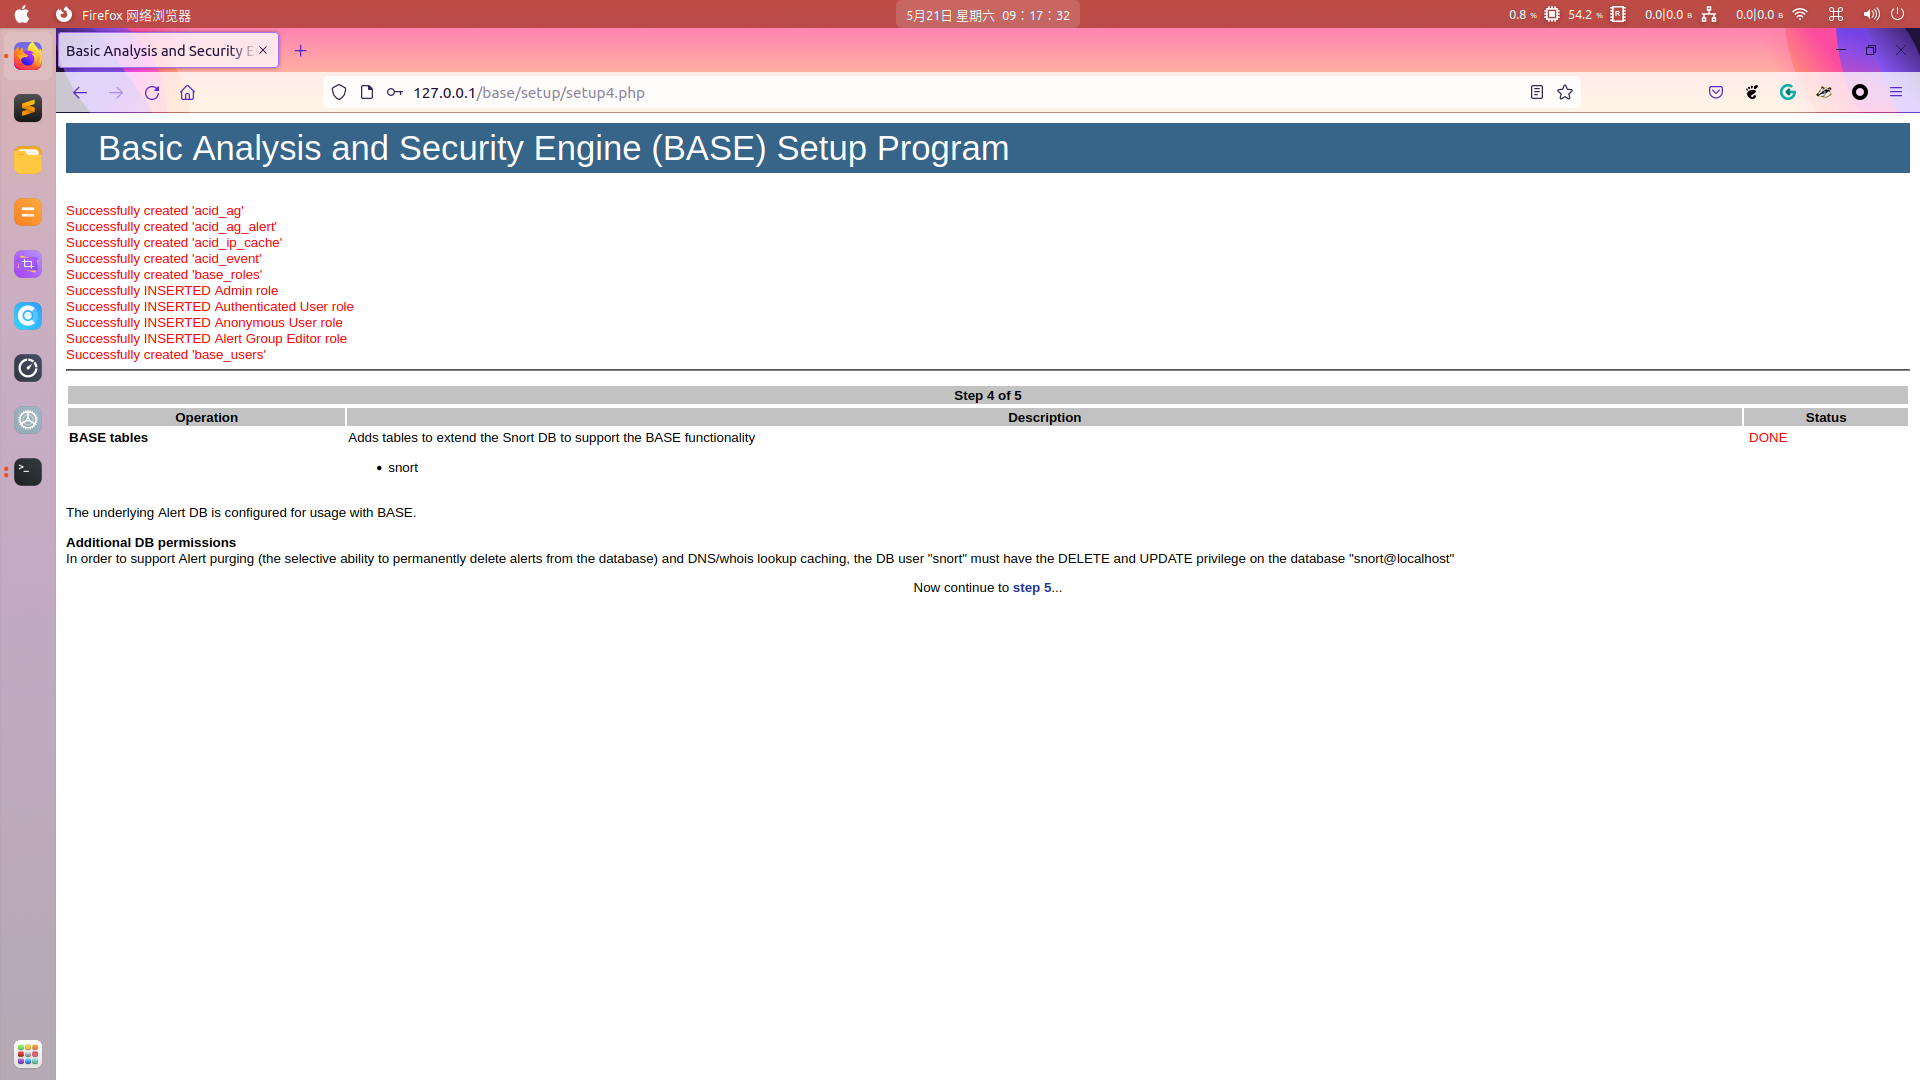 Firefox 网络浏览器
5月21日 星期六 09：17：32
0.8 %
54.2 %
0.0|0.0 B
0.0|0.0 B
Basic Analysis and Security E
127.0.0.1/base/setup/setup4.php
Basic Analysis and Security Engine (BASE) Setup Program
Successfully created 'acid_ag'
Successfully created 'acid_ag_alert'
Successfully created 'acid_ip_cache'
Successfully created 'acid_event'
Successfully created 'base_roles'
Successfully INSERTED Admin role
Successfully INSERTED Authenticated User role
Successfully INSERTED Anonymous User role
Successfully INSERTED Alert Group Editor role
Successfully created 'base_users'
Step 4 of 5
Operation Description Status
BASE tables Adds tables to extend the Snort DB to support the BASE functionality DONE
• snort
The underlying Alert DB is configured for usage with BASE.
Additional DB permissions
In order to support Alert purging (the selective ability to permanently delete alerts from the database) and DNS/whois lookup caching, the DB user "snort" must have the DELETE and UPDATE privilege on the database "snort@localhost"
Now continue to step 5...